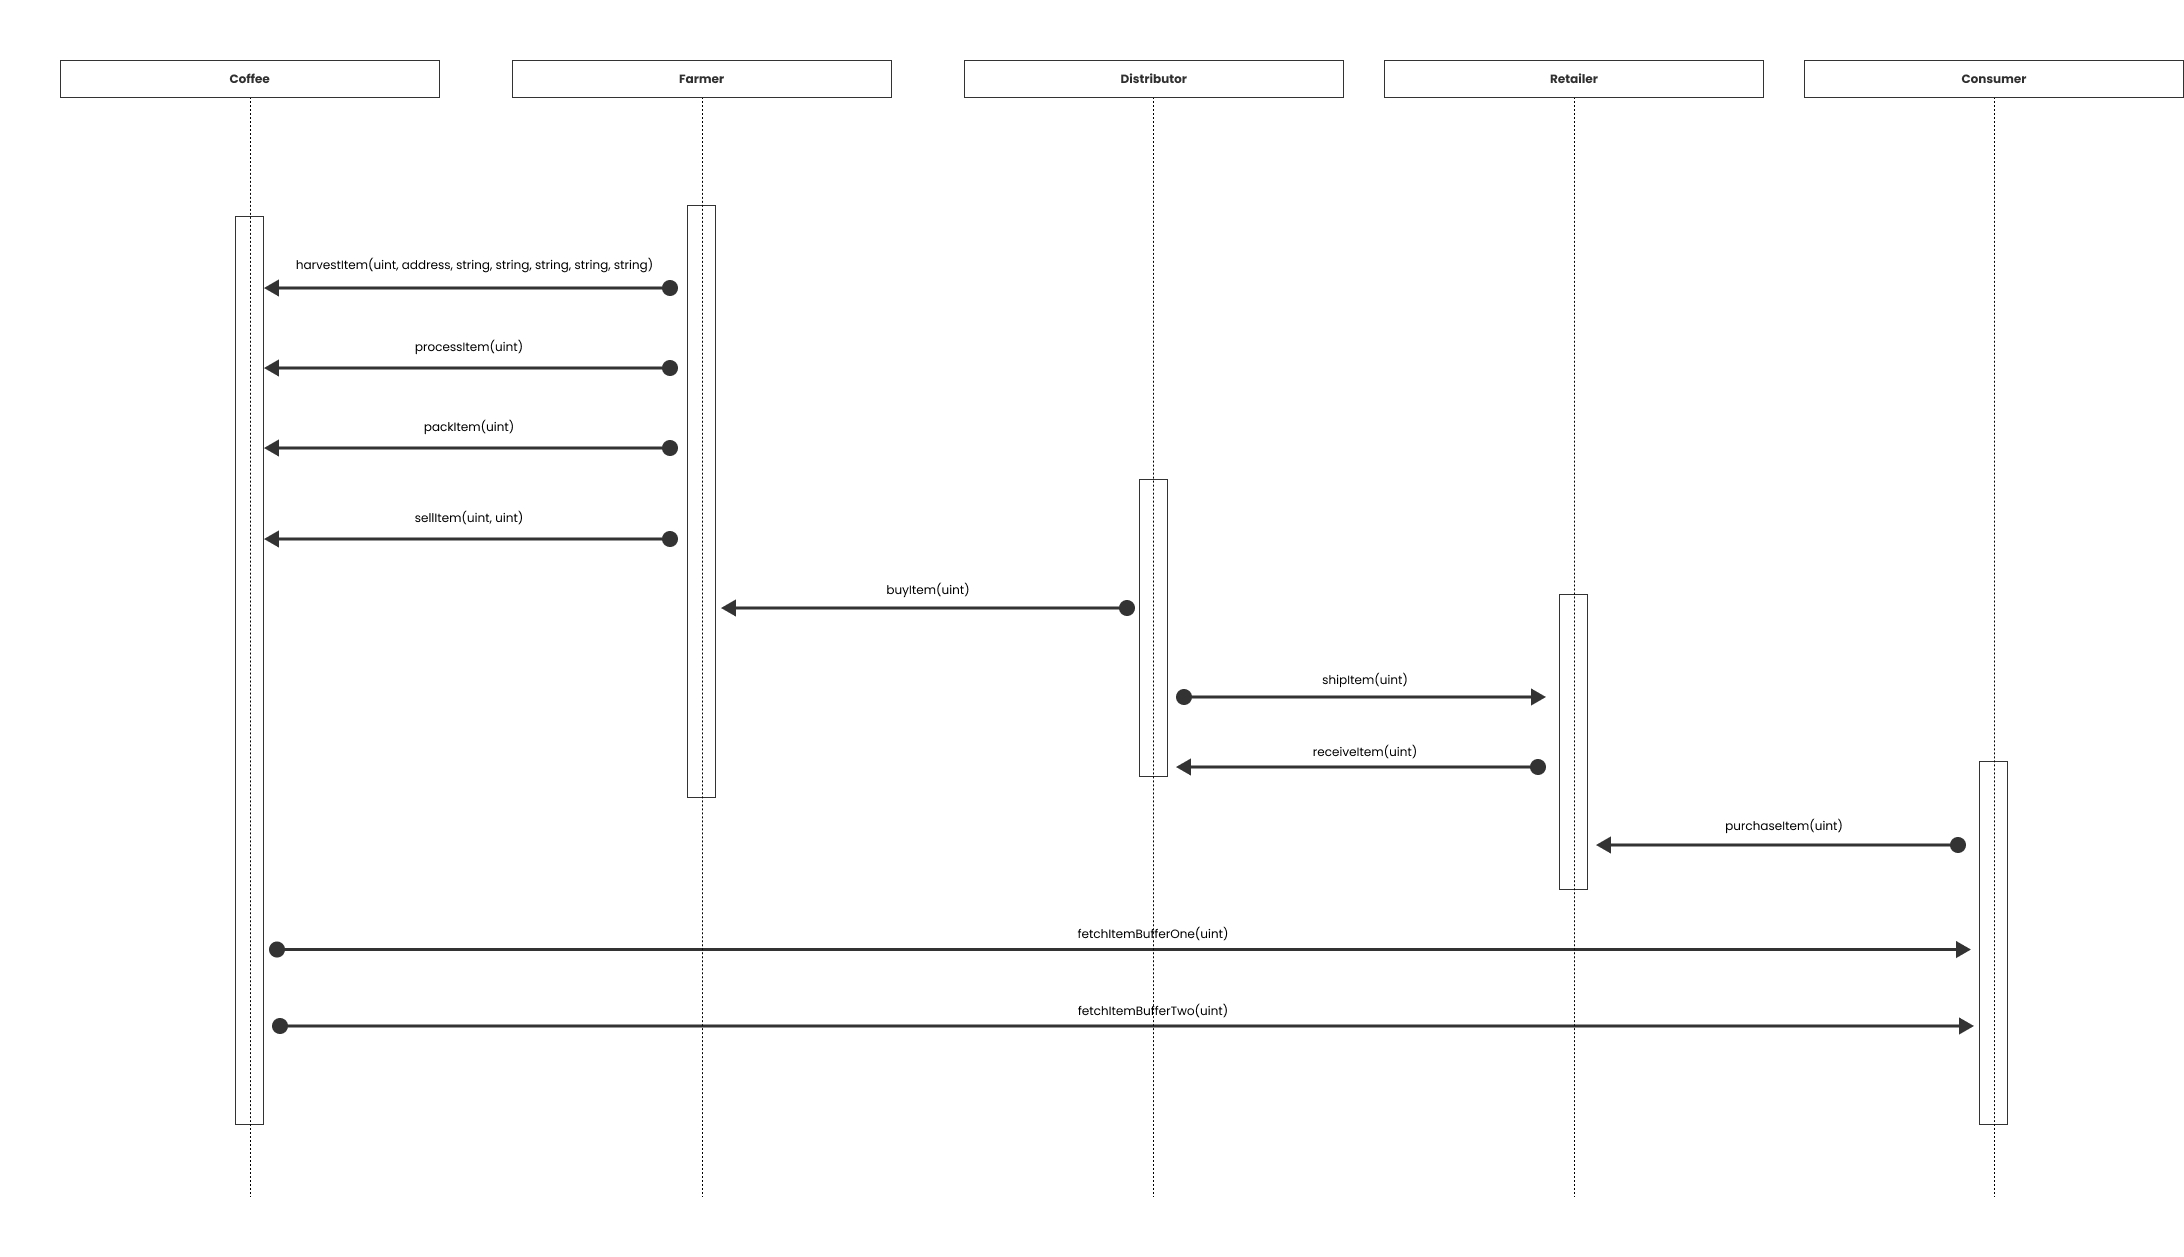 Coffee
Farmer
Distributor
Retailer
Consumer
harvestItem(uint, address, string, string, string, string, string)
processItem(uint)
packItem(uint)
sellItem(uint, uint)
buyItem(uint)
shipItem(uint)
receiveItem(uint)
purchaseItem(uint)
fetchItemBufferOne(uint)
fetchItemBufferTwo(uint)